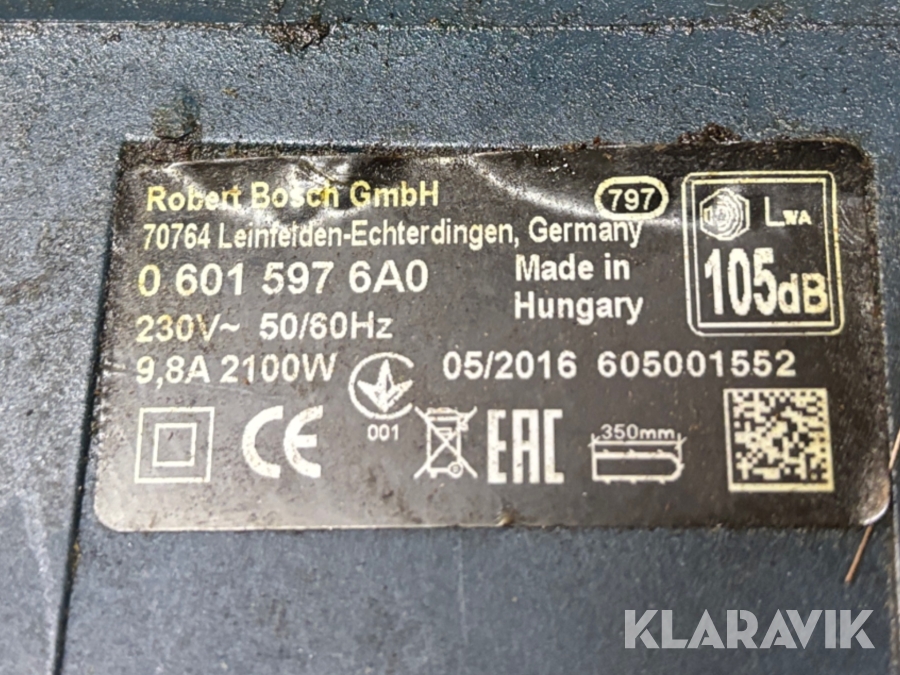 Robert Bosch GmbH
797
70764 Leinfelden-Echterdingen, Germany
0 601 597 6A0
Made in
Hungary
LWA
105dB
230V~ 50/60Hz
9,8A 2100W
05/2016 605001552
001
CE
EAC
350mm
KLARAVIK